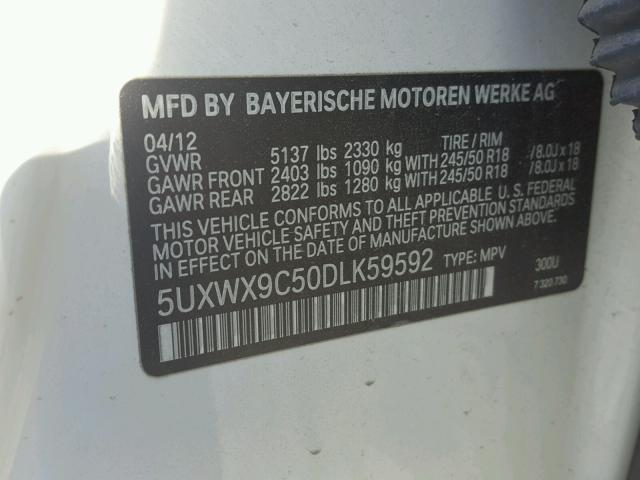 MFD BY BAYERISCHE MOTOREN WERKE AG
04/12 TIRE / RIM
GVWR 5137 lbs 2330 kg
GAWR FRONT 2403 lbs 1090 kg WITH 245/50 R18 /8.0J x 18
GAWR REAR 2822 lbs 1280 kg WITH 245/50 R18 /8.0J x 18
THIS VEHICLE CONFORMS TO ALL APPLICABLE U.S. FEDERAL
MOTOR VEHICLE SAFETY AND THEFT PREVENTION STANDARDS
IN EFFECT ON THE DATE OF MANUFACTURE SHOWN ABOVE.
5UXWX9C50DLK59592 TYPE: MPV 300U
7 320 730